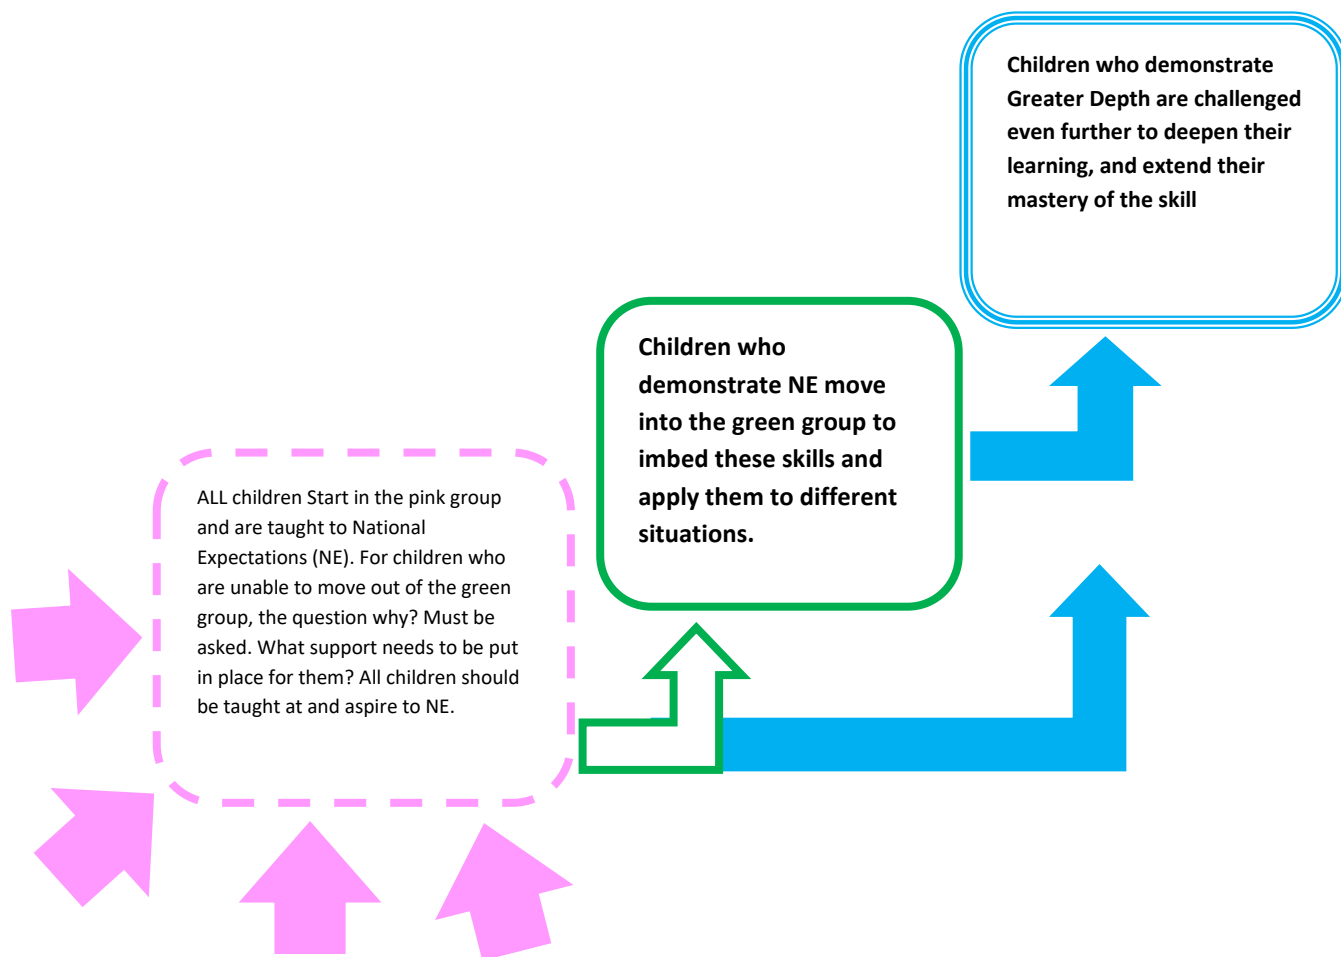 Children who demonstrate
Greater Depth are challenged
even further to deepen their
learning, and extend their
mastery of the skill
Children who
demonstrate NE move
into the green group to
imbed these skills and
apply them to different
situations.
ALL children Start in the pink group
and are taught to National
Expectations (NE). For children who
are unable to move out of the green
group, the question why? Must be
asked. What support needs to be put
in place for them? All children should
be taught at and aspire to NE.